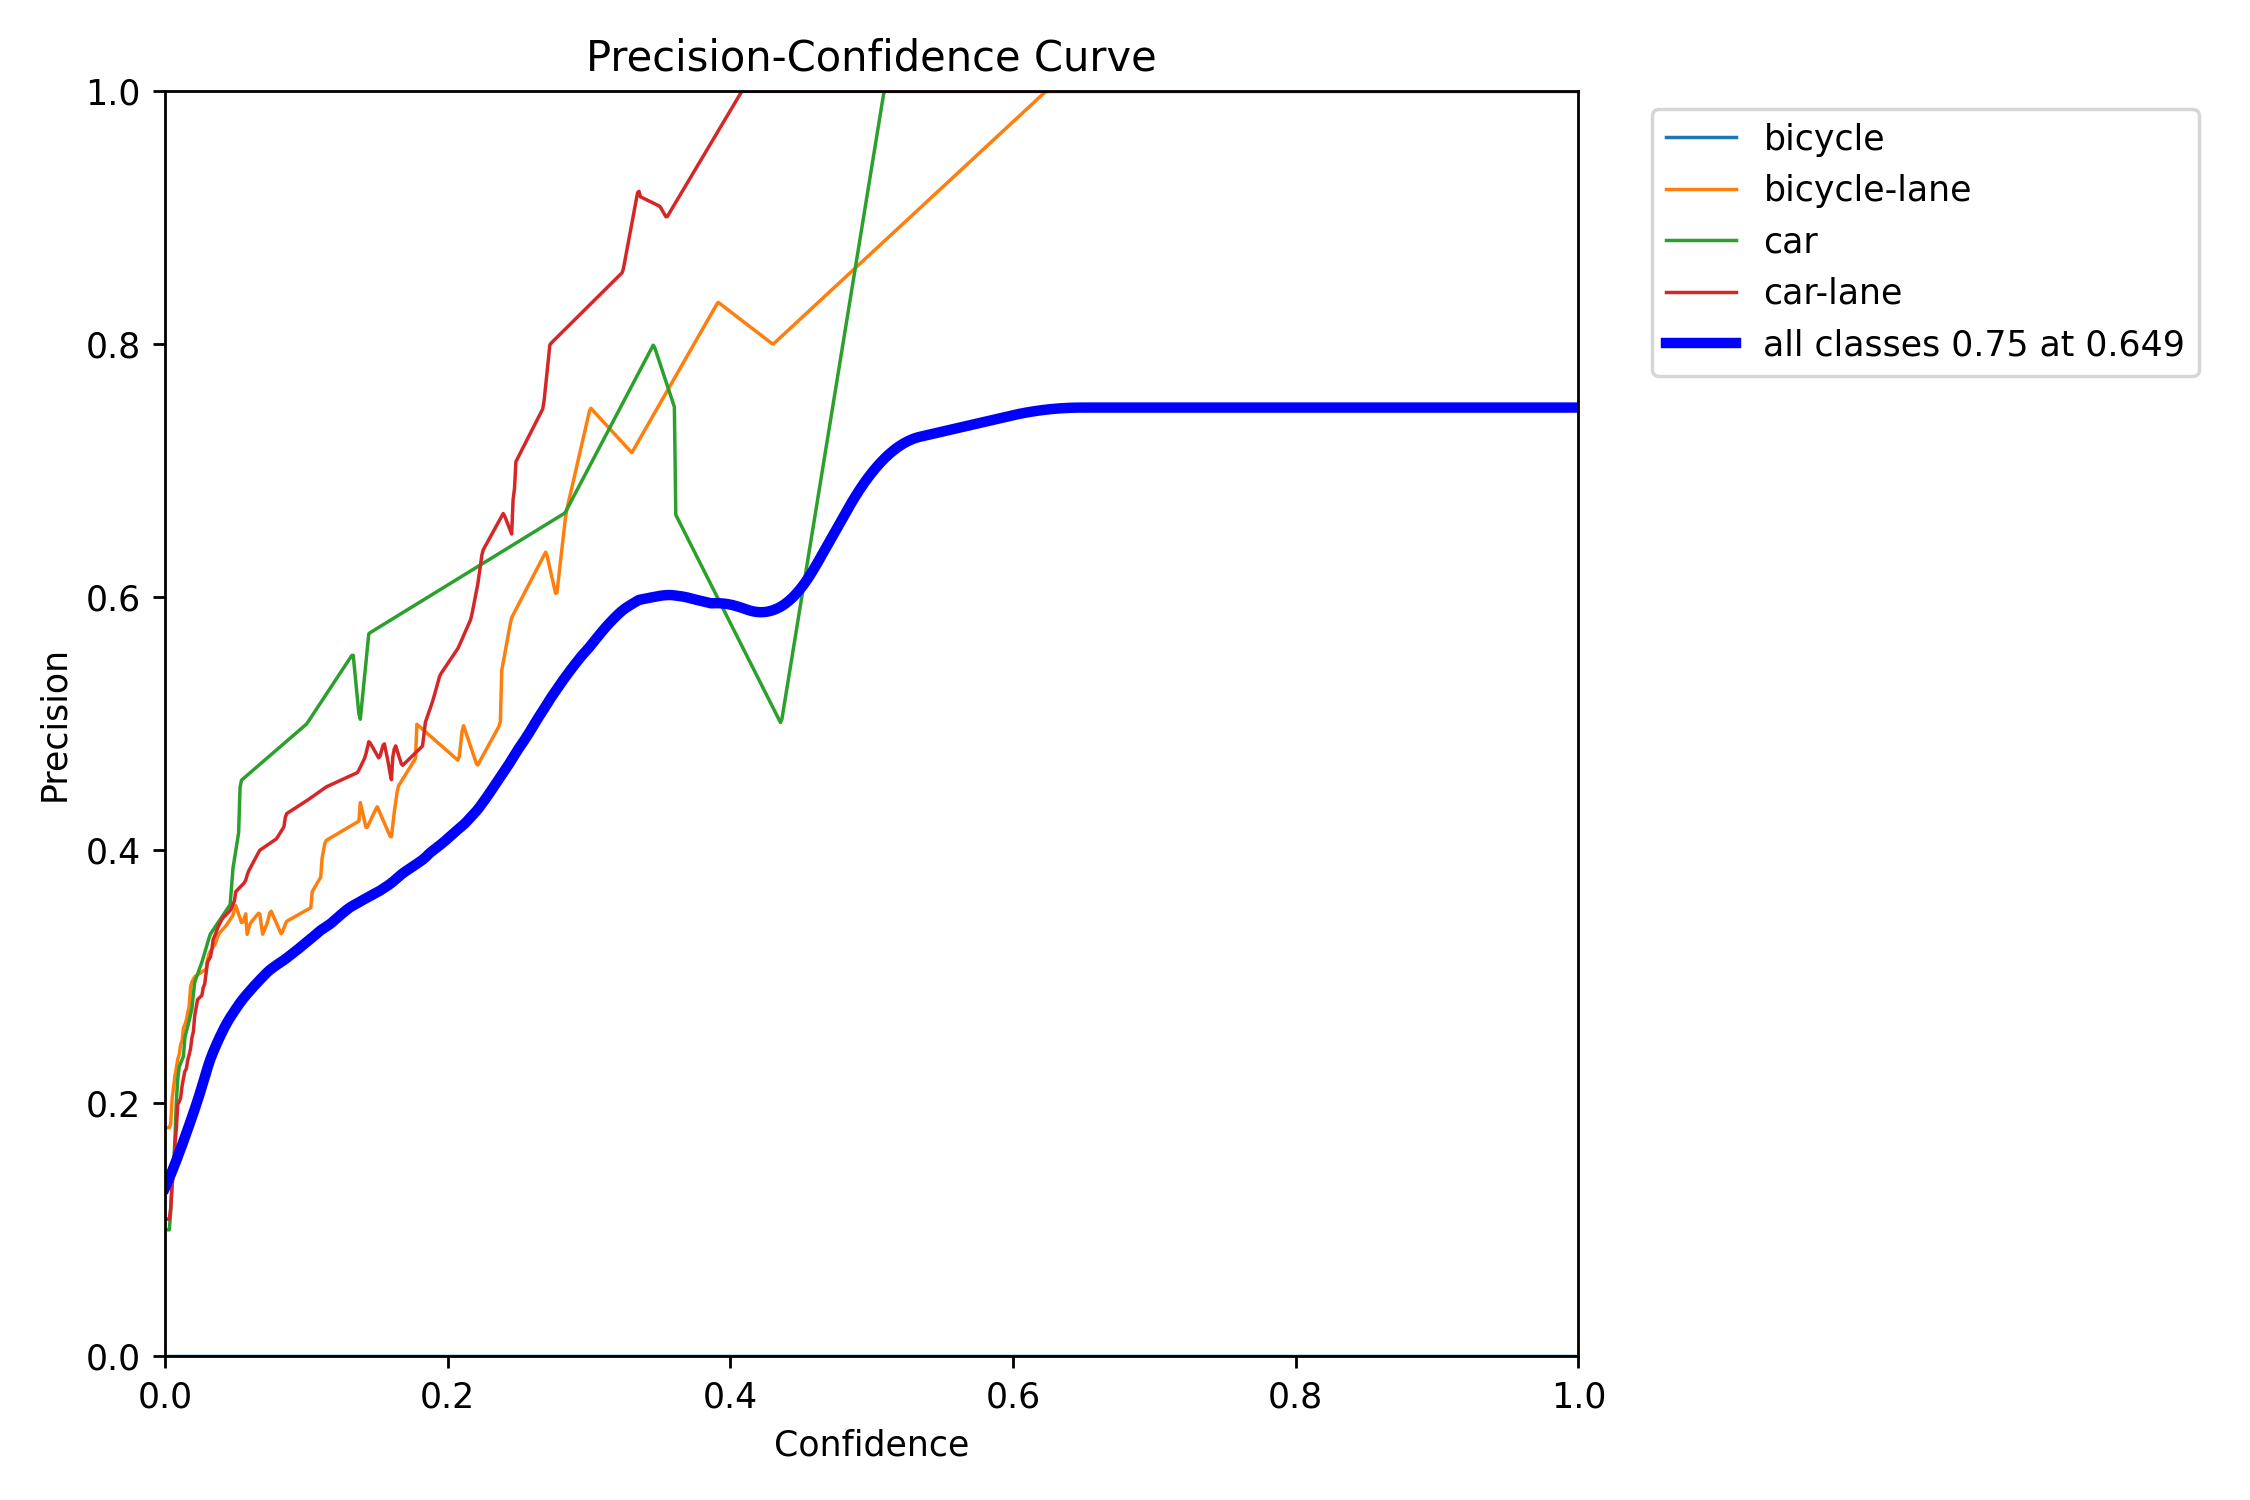 Precision-Confidence Curve
1.0
0.8
0.6
0.4
0.2
0.0
Precision
0.0 0.2 0.4 0.6 0.8 1.0
Confidence
bicycle
bicycle-lane
car
car-lane
all classes 0.75 at 0.649